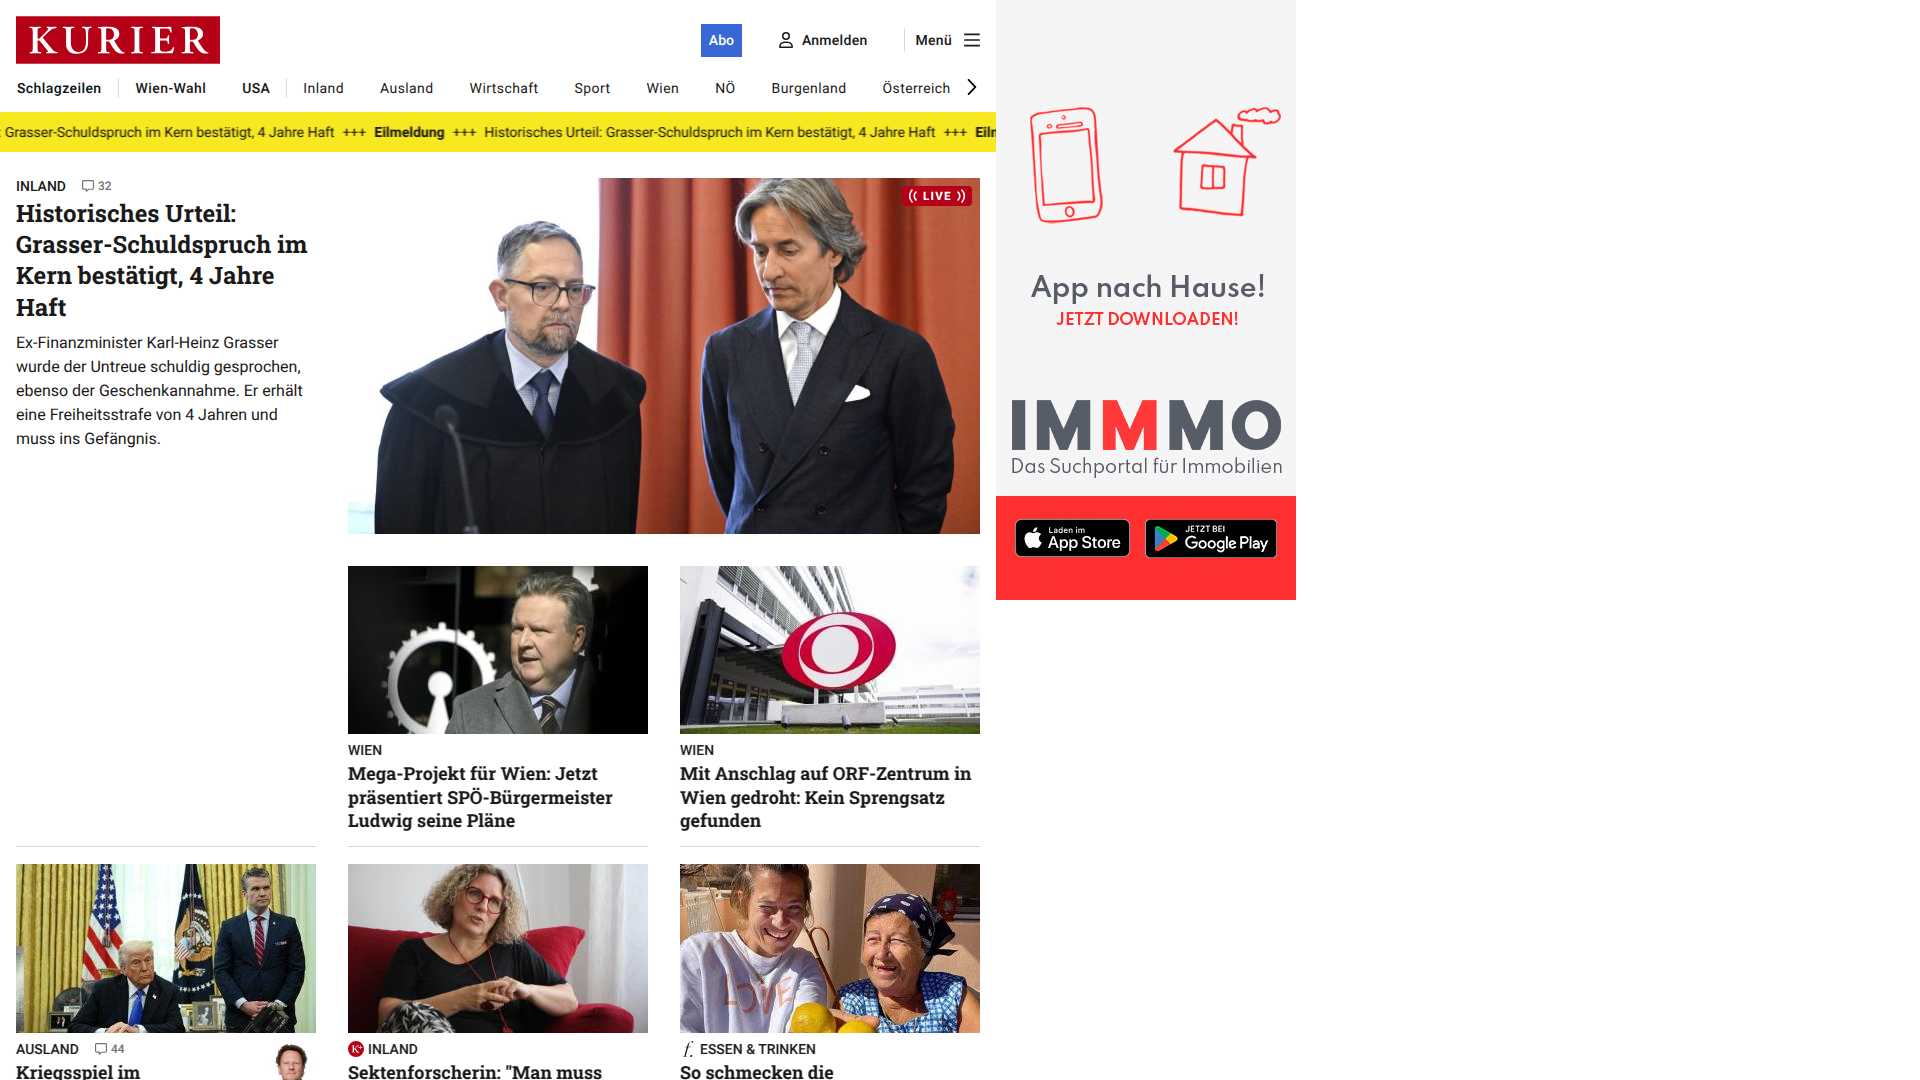 KURIER
Abo
Anmelden
Menü
Schlagzeilen
Wien-Wahl
USA
Inland
Ausland
Wirtschaft
Sport
Wien
NÖ
Burgenland
Österreich
: Grasser-Schuldspruch im Kern bestätigt, 4 Jahre Haft +++ Eilmeldung +++ Historisches Urteil: Grasser-Schuldspruch im Kern bestätigt, 4 Jahre Haft +++
INLAND 32
Historisches Urteil:
Grasser-Schuldspruch im
Kern bestätigt, 4 Jahre
Haft
Ex-Finanzminister Karl-Heinz Grasser
wurde der Untreue schuldig gesprochen,
ebenso der Geschenkannahme. Er erhält
eine Freiheitsstrafe von 4 Jahren und
muss ins Gefängnis.
LIVE
WIEN
Mega-Projekt für Wien: Jetzt
präsentiert SPÖ-Bürgermeister
Ludwig seine Pläne
WIEN
Mit Anschlag auf ORF-Zentrum in
Wien gedroht: Kein Sprengsatz
gefunden
AUSLAND 44
Kriegsspiel im
K+ INLAND
Sektenforscherin: "Man muss
LOVE
f. ESSEN & TRINKEN
So schmecken die
App nach Hause!
JETZT DOWNLOADEN!
IMMMO
Das Suchportal für Immobilien
Laden im
App Store
JETZT BEI
Google Play